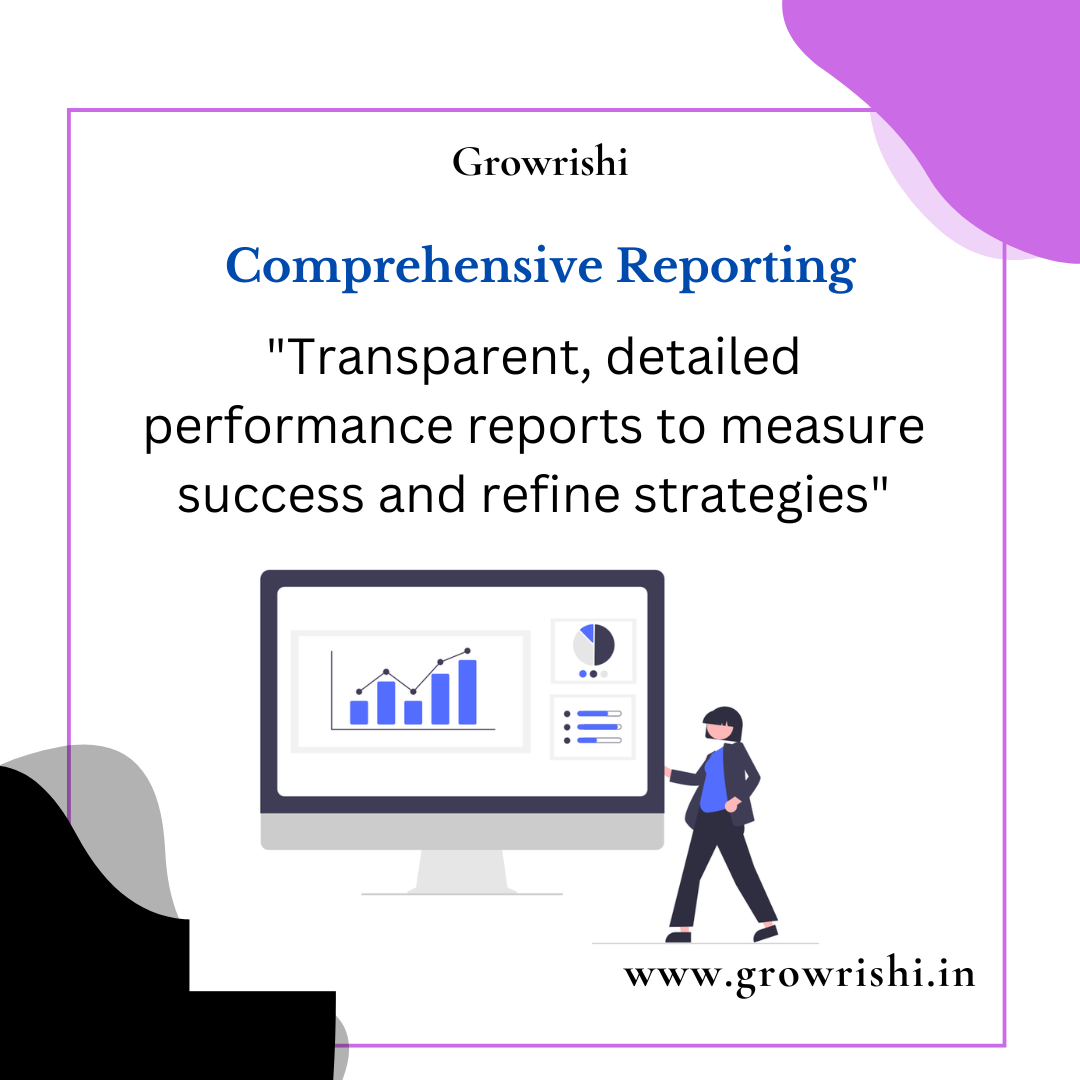 Growrishi
Comprehensive Reporting
"Transparent, detailed
performance reports to measure
success and refine strategies"
www.growrishi.in